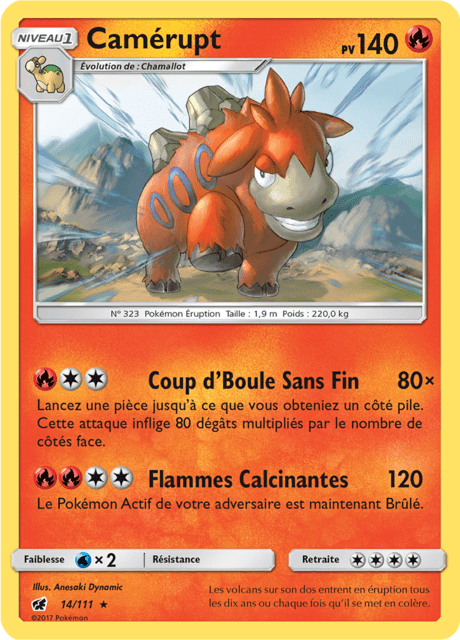 NIVEAU 1
Camérupt
PV 140
Évolution de : Chamallot
N° 323 Pokémon Éruption Taille : 1,9 m Poids : 220,0 kg
Coup d'Boule Sans Fin 80×
Lancez une pièce jusqu'à ce que vous obteniez un côté pile.
Cette attaque inflige 80 dégâts multipliés par le nombre de
côtés face.
Flammes Calcinantes 120
Le Pokémon Actif de votre adversaire est maintenant Brûlé.
Faiblesse ×2 Résistance Retraite
Illus. Anesaki Dynamic
14/111 ★
©2017 Pokémon
Les volcans sur son dos entrent en éruption tous
les dix ans ou chaque fois qu'il se met en colère.